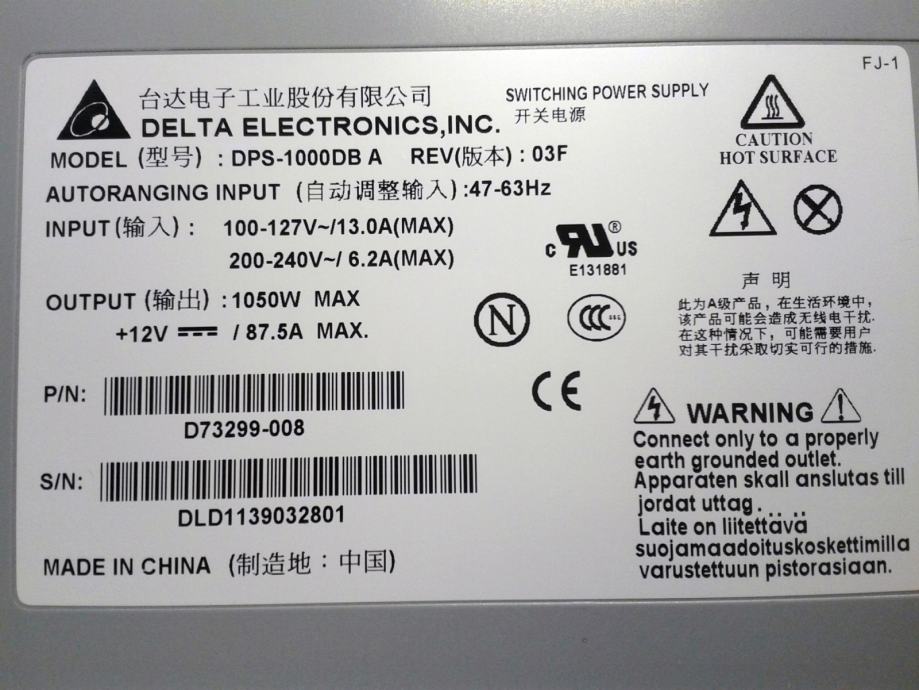 FJ-1
台达电子工业股份有限公司
DELTA ELECTRONICS,INC.
SWITCHING POWER SUPPLY
开关电源
CAUTION
HOT SURFACE
MODEL (型号) : DPS-1000DB A REV(版本) : 03F
AUTORANGING INPUT (自动调整输入) :47-63Hz
INPUT (输入) : 100-127V~/13.0A(MAX)
200-240V~/ 6.2A(MAX)
OUTPUT (输出) : 1050W MAX
+12V / 87.5A MAX.
c RU ® US
E131881
N
CCC
CE
声 明
此为A级产品，在生活环境中，
该产品可能会造成无线电干扰.
在这种情况下，可能需要用户
对其干扰采取切实可行的措施.
P/N:
D73299-008
S/N:
DLD1139032801
MADE IN CHINA (制造地：中国)
WARNING
Connect only to a properly
earth grounded outlet.
Apparaten skall anslutas till
jordat uttag.
Laite on liitettävä
suojamaadoituskoskettimilla
varustettuun pistorasiaan.